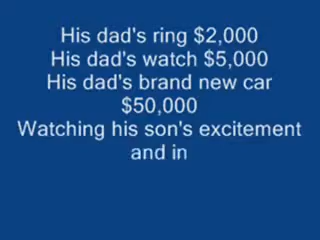 His dad's ring $2,000
His dad's watch $5,000
His dad's brand new car
$50,000
Watching his son's excitement
and in